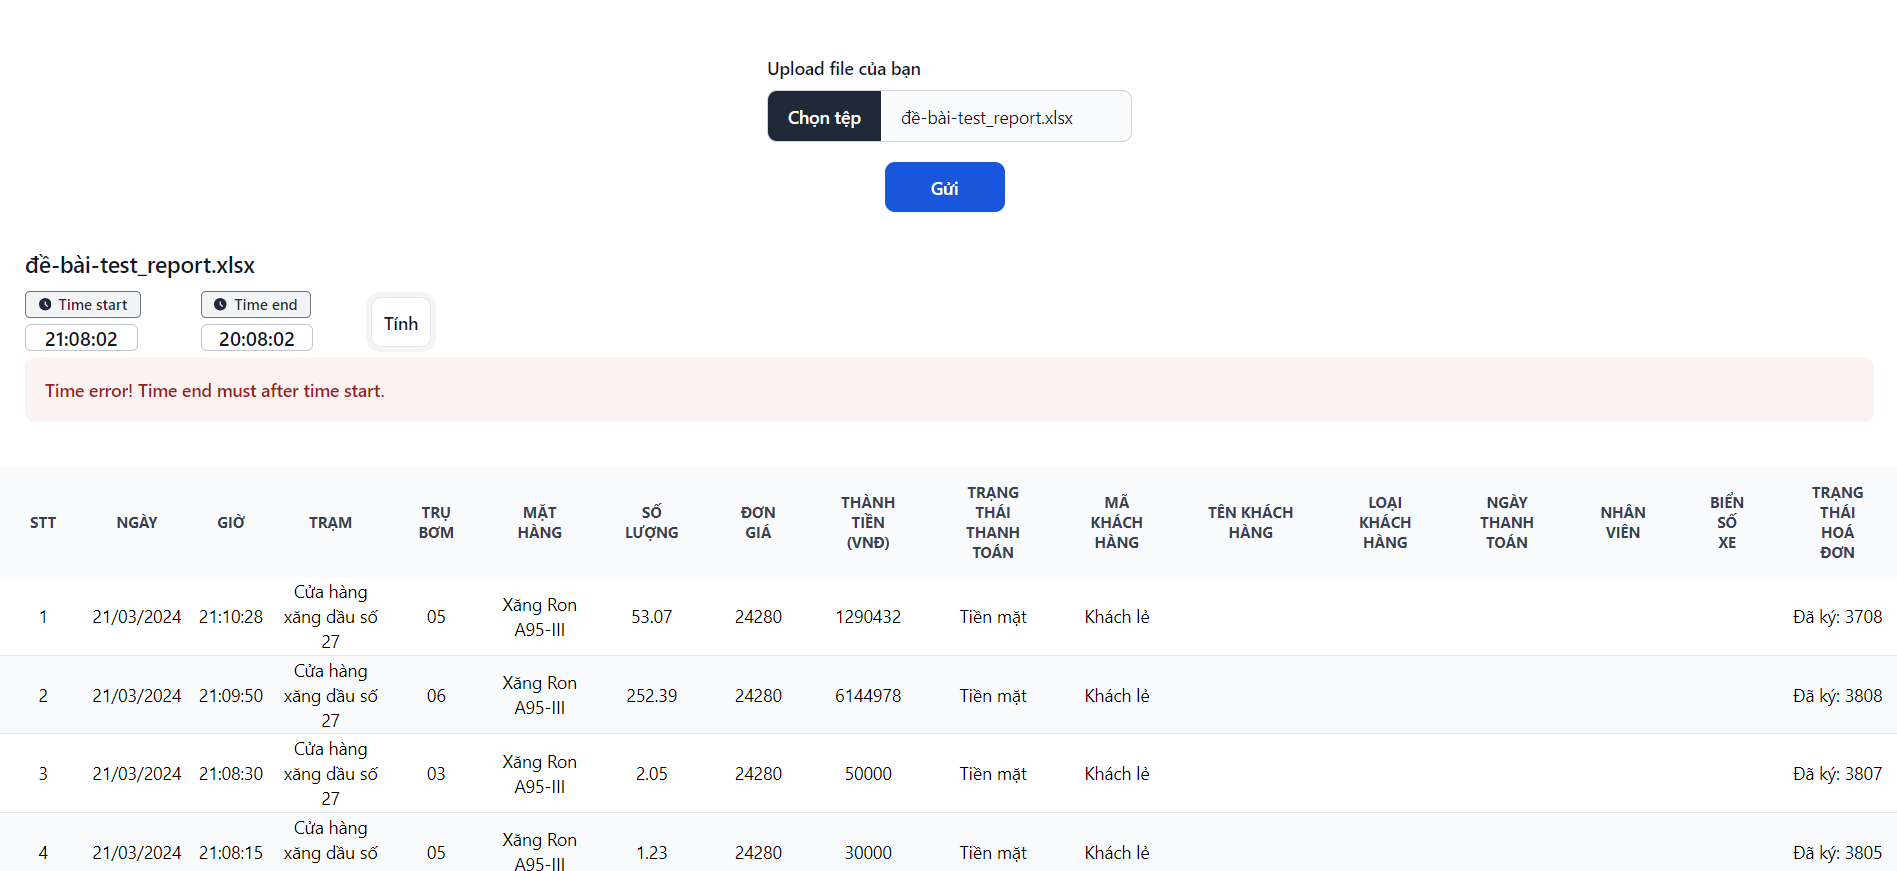 Upload file của bạn
Chọn tệp đề-bài-test_report.xlsx
Gửi
đề-bài-test_report.xlsx
Time start Time end
Tính
21:08:02 20:08:02
Time error! Time end must after time start.
STT NGÀY GIỜ TRẠM TRỤ BƠM MẶT HÀNG SỐ LƯỢNG ĐƠN GIÁ THÀNH TIỀN (VNĐ) TRẠNG THÁI THANH TOÁN MÃ KHÁCH HÀNG TÊN KHÁCH HÀNG LOẠI KHÁCH HÀNG NGÀY THANH TOÁN NHÂN VIÊN BIỂN SỐ XE TRẠNG THÁI HOÁ ĐƠN
1 21/03/2024 21:10:28 Cửa hàng xăng dầu số 27 05 Xăng Ron A95-III 53.07 24280 1290432 Tiền mặt Khách lẻ Đã ký: 3708
2 21/03/2024 21:09:50 Cửa hàng xăng dầu số 27 06 Xăng Ron A95-III 252.39 24280 6144978 Tiền mặt Khách lẻ Đã ký: 3808
3 21/03/2024 21:08:30 Cửa hàng xăng dầu số 27 03 Xăng Ron A95-III 2.05 24280 50000 Tiền mặt Khách lẻ Đã ký: 3807
4 21/03/2024 21:08:15 Cửa hàng xăng dầu số 05 Xăng Ron A95-III 1.23 24280 30000 Tiền mặt Khách lẻ Đã ký: 3805